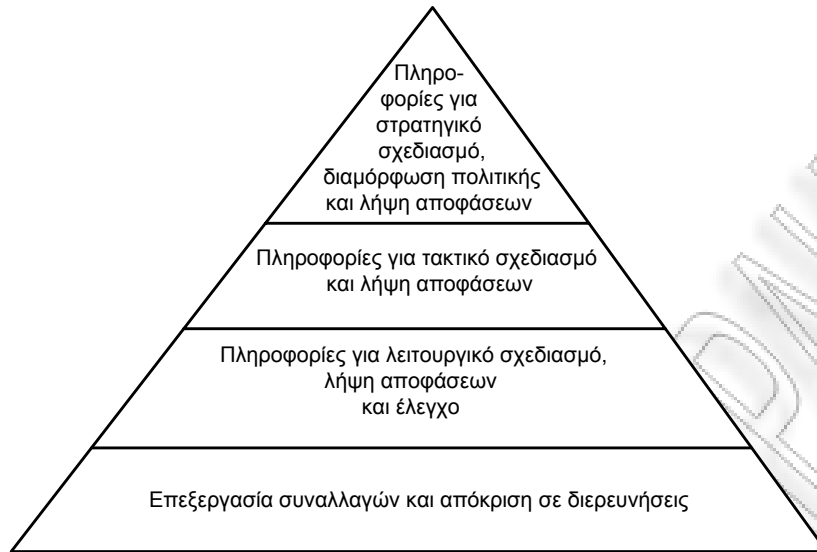 Πληρο-
φορίες για
στρατηγικό
σχεδιασμό,
διαμόρφωση πολιτικής
και λήψη αποφάσεων
Πληροφορίες για τακτικό σχεδιασμό
και λήψη αποφάσεων
Πληροφορίες για λειτουργικό σχεδιασμό,
λήψη αποφάσεων
και έλεγχο
Επεξεργασία συναλλαγών και απόκριση σε διερευνήσεις